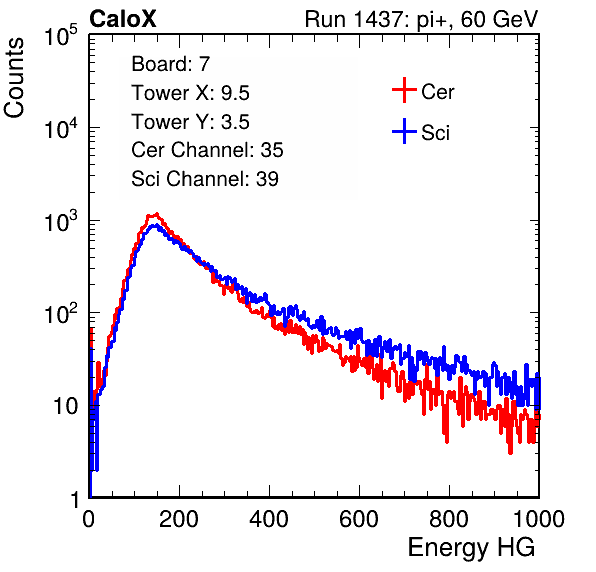 CaloX Run 1437: pi+, 60 GeV
Counts
Board: 7
Tower X: 9.5
Tower Y: 3.5
Cer Channel: 35
Sci Channel: 39
Cer
Sci
10^5
10^4
10^3
10^2
10
1
0 200 400 600 800 1000
Energy HG